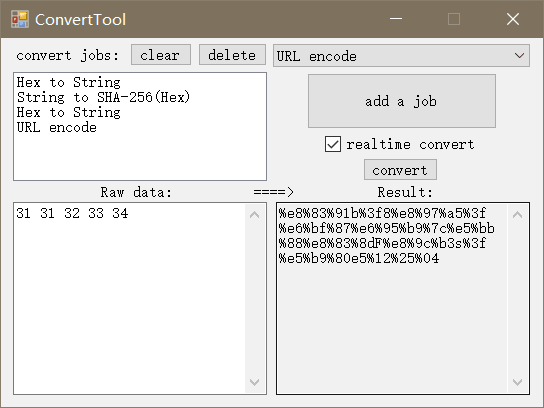 ConvertTool
convert jobs:
clear
delete
URL encode
Hex to String
String to SHA-256(Hex)
Hex to String
URL encode
add a job
realtime convert
convert
Raw data:
====>
Result:
31 31 32 33 34
%e8%83%91b%3f8%e8%97%a5%3f
%e6%bf%87%e6%95%b9%7c%e5%bb
%88%e8%83%8dF%e8%9c%b3s%3f
%e5%b9%80e5%12%25%04